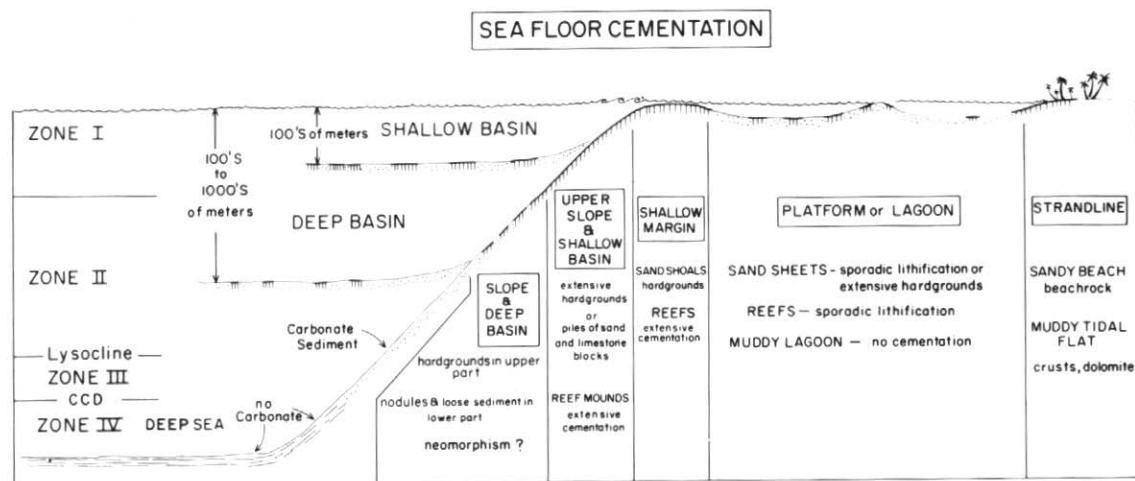 SEA FLOOR CEMENTATION
ZONE I
100'S of meters
SHALLOW BASIN
100'S
to
1000'S
of meters
DEEP BASIN
ZONE II
Carbonate
Sediment
Lysocline
ZONE III
CCD
ZONE IV DEEP SEA
no
Carbonate
SLOPE
&
DEEP
BASIN
hardgrounds in upper
part
nodules & loose sediment in
lower part
neomorphism ?
UPPER
SLOPE
&
SHALLOW
BASIN
extensive
hardgrounds
or
piles of sand
and limestone
blocks
REEF MOUNDS
extensive
cementation
SHALLOW
MARGIN
SAND SHOALS
hardgrounds
REEFS
extensive
cementation
PLATFORM or LAGOON
SAND SHEETS - sporadic lithification or
extensive hardgrounds
REEFS — sporadic lithification
MUDDY LAGOON — no cementation
STRANDLINE
SANDY BEACH
beachrock
MUDDY TIDAL
FLAT
crusts, dolomite